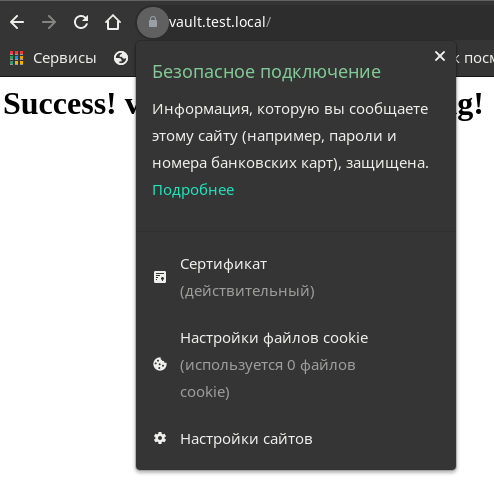 vault.test.local/
Сервисы
Безопасное подключение
Success!
g!
Информация, которую вы сообщаете
этому сайту (например, пароли и
номера банковских карт), защищена.
Подробнее
Сертификат
(действительный)
Настройки файлов cookie
(используется 0 файлов
cookie)
Настройки сайтов